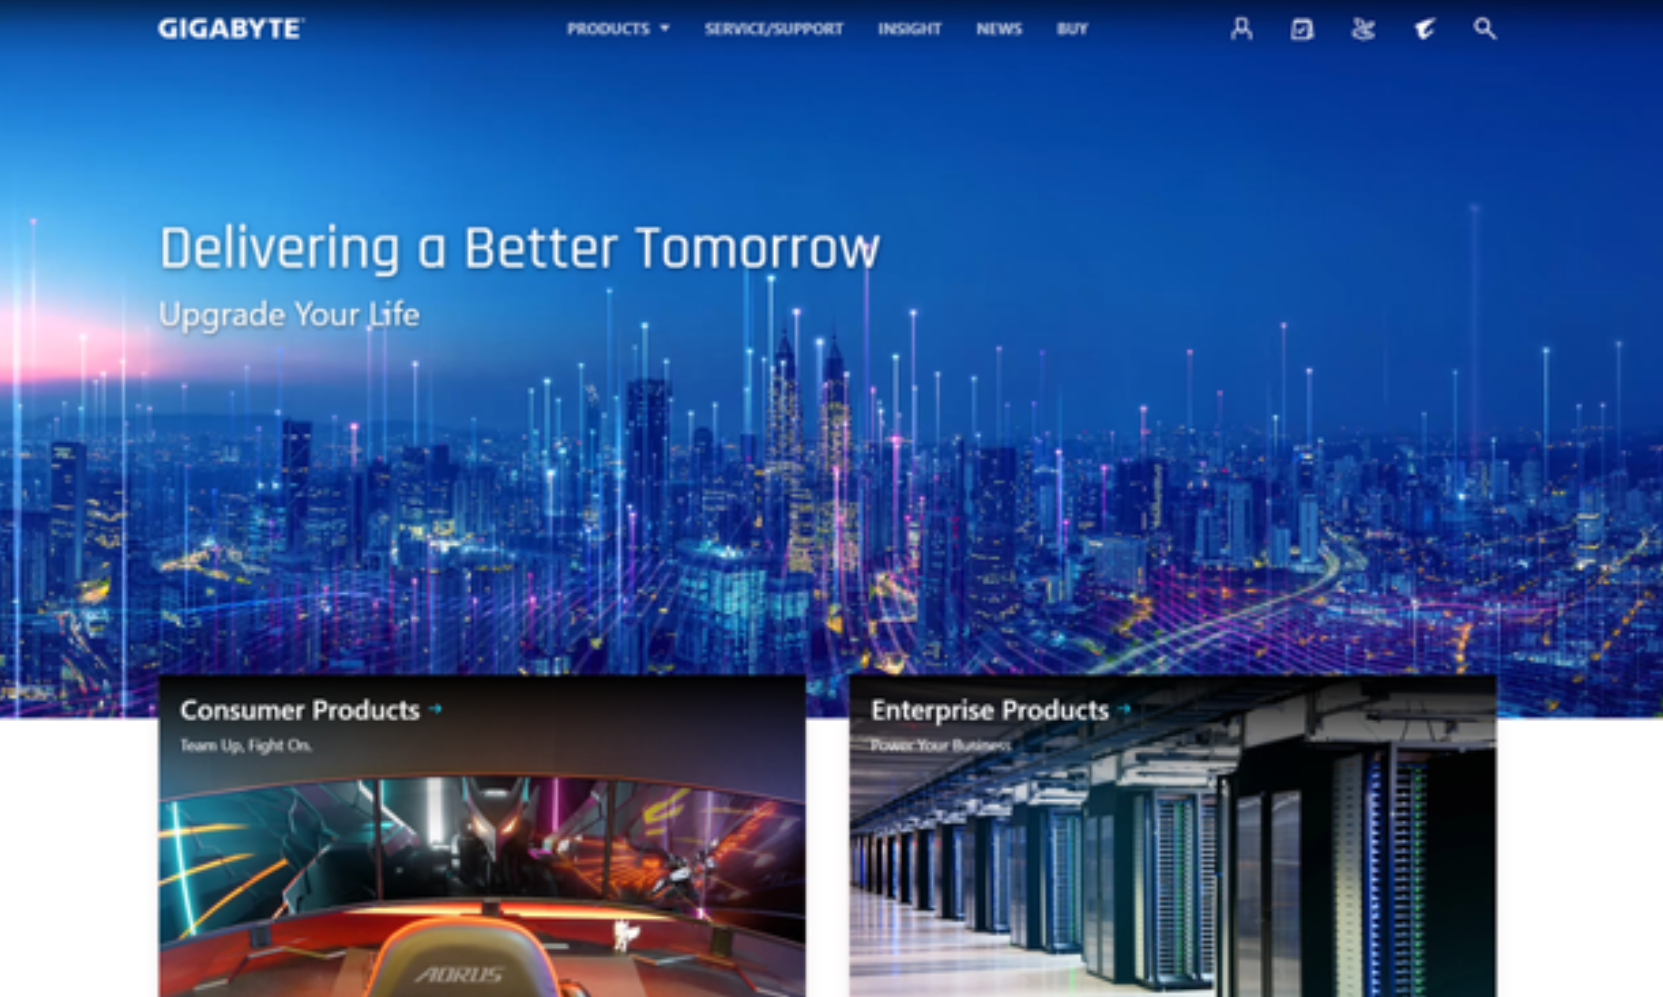 GIGABYTE
PRODUCTS SERVICE/SUPPORT INSIGHT NEWS BUY
Delivering a Better Tomorrow
Upgrade Your Life
Consumer Products
Team Up, Fight On.
AORUS
Enterprise Products
Power Your Business